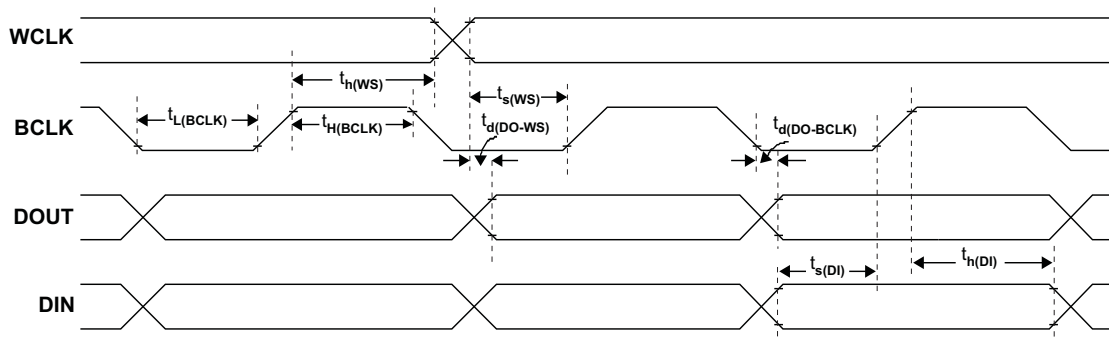 WCLK
t_h(WS)
t_s(WS)
BCLK
t_L(BCLK)
t_H(BCLK)
t_d(DO-WS)
t_d(DO-BCLK)
DOUT
t_s(DI)
t_h(DI)
DIN